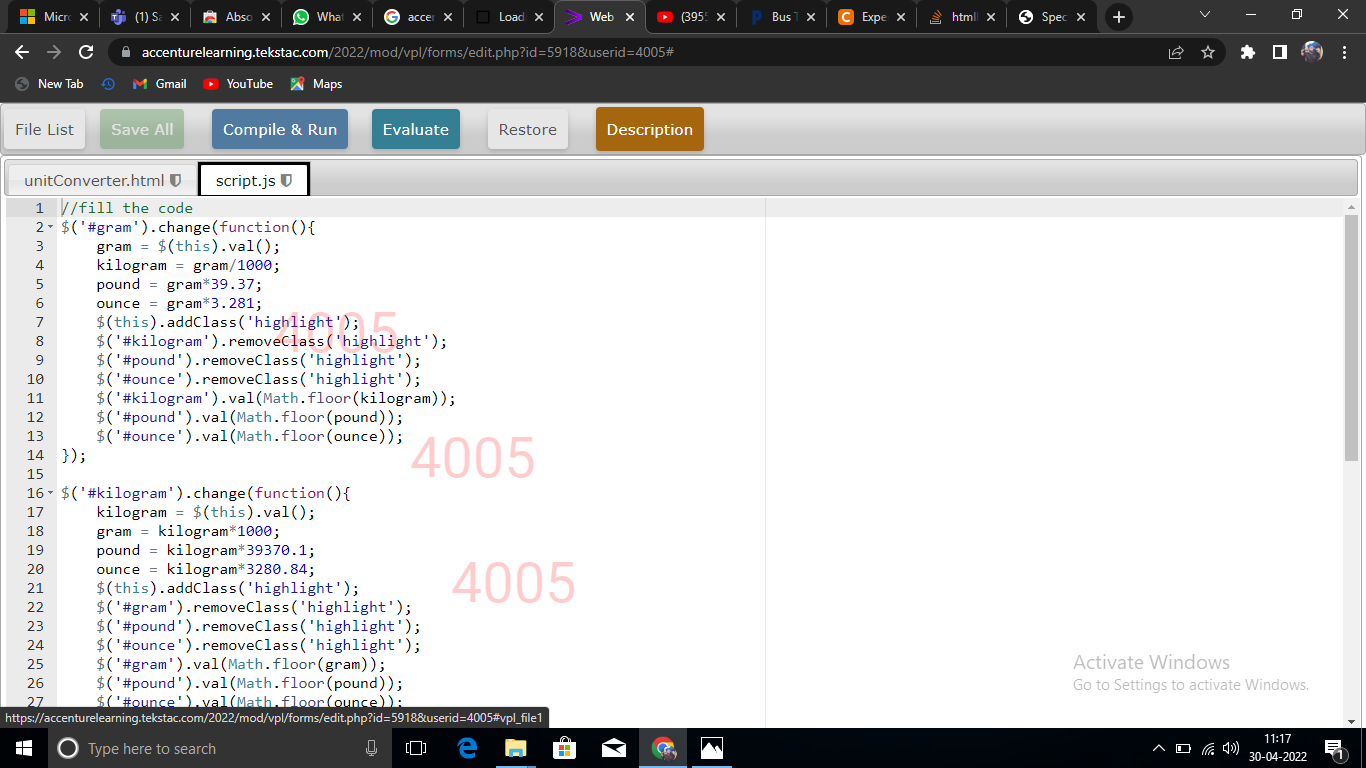 Micro
(1) Sa
Abso
What
accer
Loadi
Web
(3955
Bus T
Expe
htmll
Spec
accenturelearning.tekstac.com/2022/mod/vpl/forms/edit.php?id=5918&userid=4005#
New Tab
Gmail
YouTube
Maps
File List
Save All
Compile & Run
Evaluate
Restore
Description
unitConverter.html
script.js
1 //fill the code
2 $('#gram').change(function(){
3 gram = $(this).val();
4 kilogram = gram/1000;
5 pound = gram*39.37;
6 ounce = gram*3.281;
7 $(this).addClass('highlight');
8 $('#kilogram').removeClass('highlight');
9 $('#pound').removeClass('highlight');
10 $('#ounce').removeClass('highlight');
11 $('#kilogram').val(Math.floor(kilogram));
12 $('#pound').val(Math.floor(pound));
13 $('#ounce').val(Math.floor(ounce));
14 });
15
16 $('#kilogram').change(function(){
17 kilogram = $(this).val();
18 gram = kilogram*1000;
19 pound = kilogram*39370.1;
20 ounce = kilogram*3280.84;
21 $(this).addClass('highlight');
22 $('#gram').removeClass('highlight');
23 $('#pound').removeClass('highlight');
24 $('#ounce').removeClass('highlight');
25 $('#gram').val(Math.floor(gram));
26 $('#pound').val(Math.floor(pound));
27 $('#ounce').val(Math.floor(ounce));
4005
4005
4005
Activate Windows
Go to Settings to activate Windows.
https://accenturelearning.tekstac.com/2022/mod/vpl/forms/edit.php?id=5918&userid=4005#vpl_file1
Type here to search
11:17
30-04-2022
1